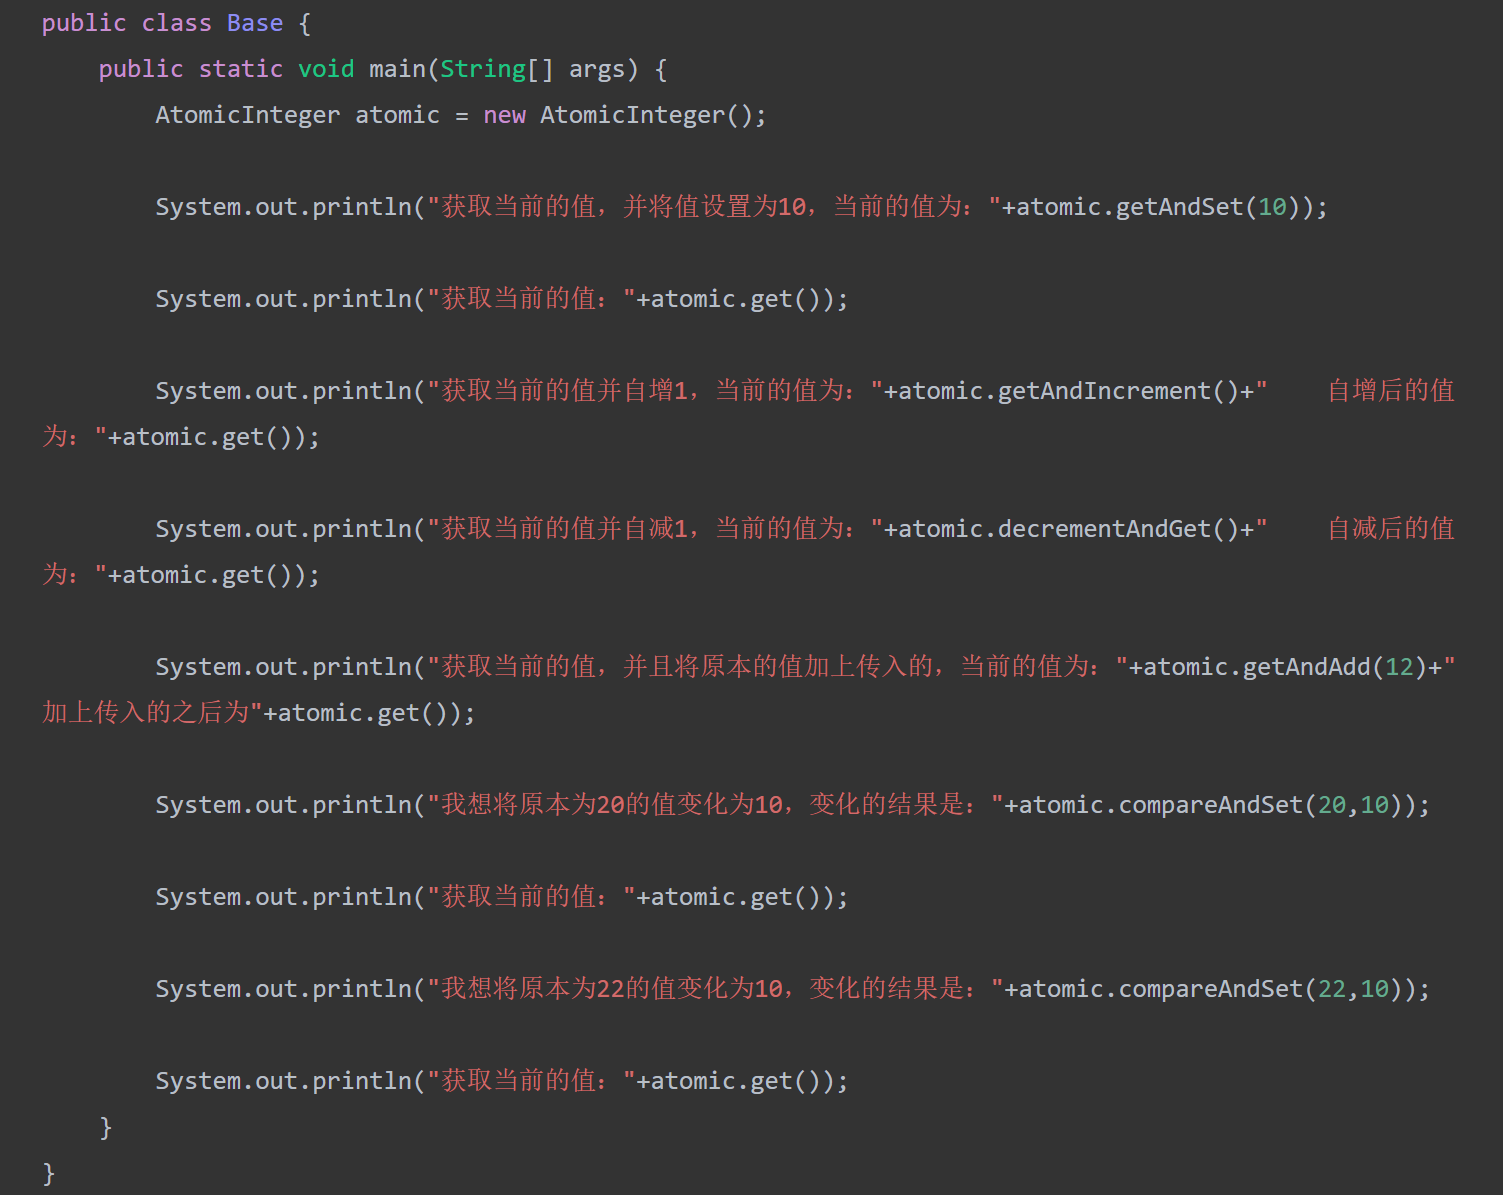 public class Base {
    public static void main(String[] args) {
        AtomicInteger atomic = new AtomicInteger();
        System.out.println("获取当前的值，并将值设置为10，当前的值为："+atomic.getAndSet(10));
        System.out.println("获取当前的值："+atomic.get());
        System.out.println("获取当前的值并自增1，当前的值为："+atomic.getAndIncrement()+"    自增后的值
为："+atomic.get());
        System.out.println("获取当前的值并自减1，当前的值为："+atomic.decrementAndGet()+"    自减后的值
为："+atomic.get());
        System.out.println("获取当前的值，并且将原本的值加上传入的，当前的值为："+atomic.getAndAdd(12)+"
加上传入的之后为"+atomic.get());
        System.out.println("我想将原本为20的值变化为10，变化的结果是："+atomic.compareAndSet(20,10));
        System.out.println("获取当前的值："+atomic.get());
        System.out.println("我想将原本为22的值变化为10，变化的结果是："+atomic.compareAndSet(22,10));
        System.out.println("获取当前的值："+atomic.get());
    }
}